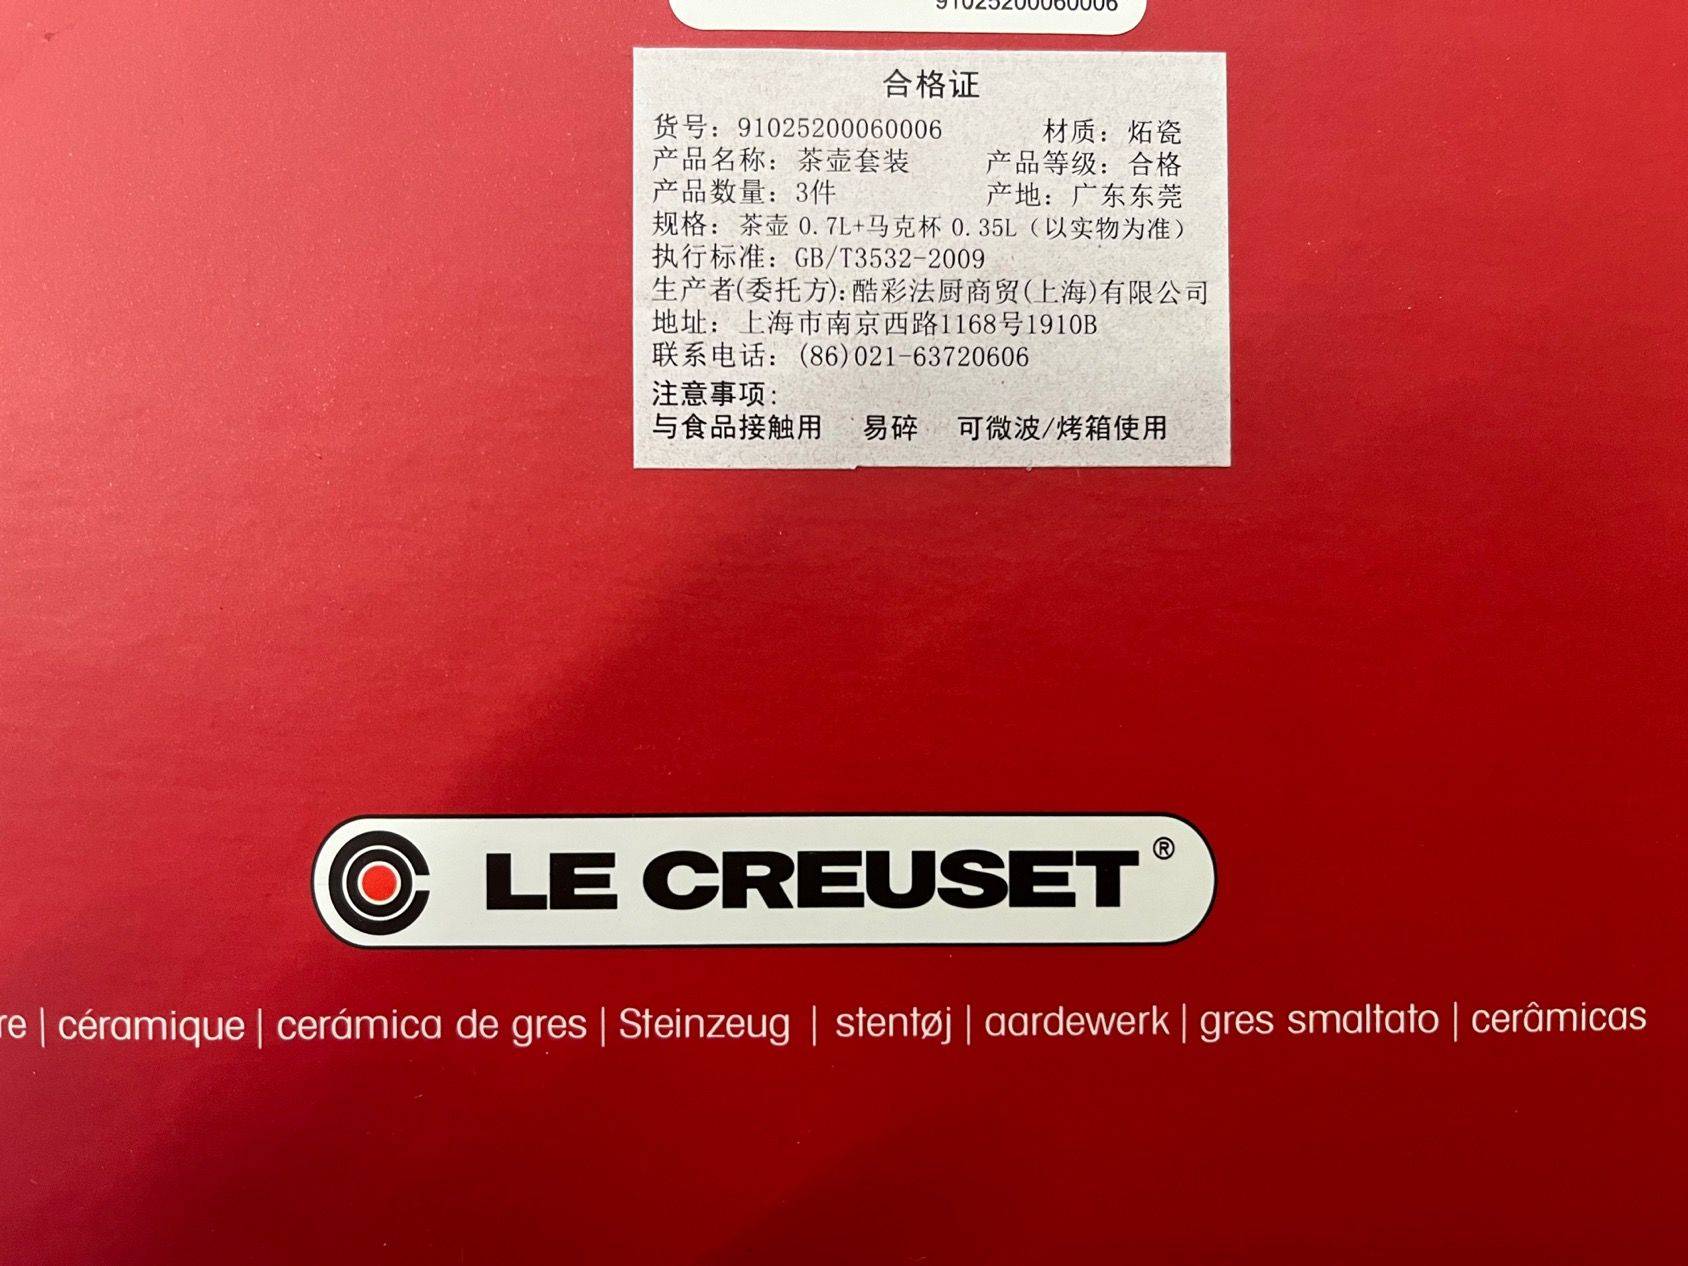 91025200060006
合格证
货号：91025200060006 材质：炻瓷
产品名称：茶壶套装 产品等级：合格
产品数量：3件 产地：广东东莞
规格：茶壶 0.7L+马克杯 0.35L（以实物为准）
执行标准：GB/T3532-2009
生产者(委托方):酷彩法厨商贸(上海)有限公司
地址：上海市南京西路1168号1910B
联系电话：(86)021-63720606
注意事项:
与食品接触用 易碎 可微波/烤箱使用
LE CREUSET®
re | céramique | cerámica de gres | Steinzeug | stentøj | aardewerk | gres smaltato | cerâmicas